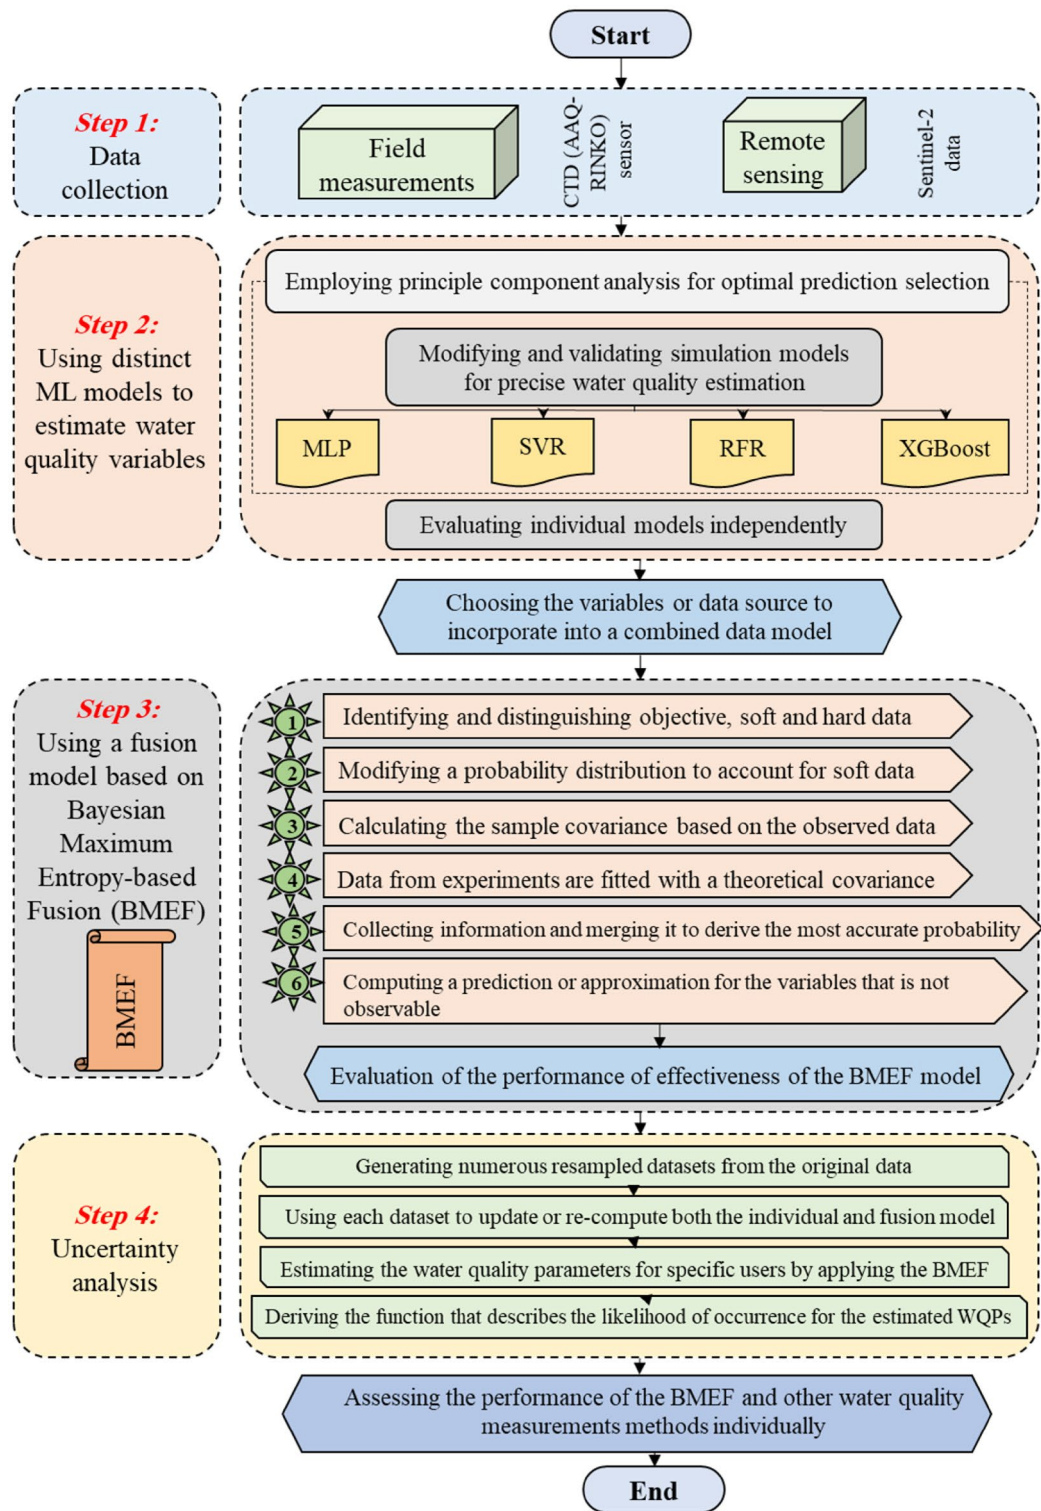 Start
Step 1:
Data
collection
Field
measurements
CTD (AAQ-
RINKO)
sensor
Remote
sensing
Sentinel-2
data
Step 2:
Using distinct
ML models to
estimate water
quality variables
Employing principle component analysis for optimal prediction selection
Modifying and validating simulation models
for precise water quality estimation
MLP
SVR
RFR
XGBoost
Evaluating individual models independently
Choosing the variables or data source to
incorporate into a combined data model
Step 3:
Using a fusion
model based on
Bayesian
Maximum
Entropy-based
Fusion (BMEF)
BMEF
1
Identifying and distinguishing objective, soft and hard data
2
Modifying a probability distribution to account for soft data
3
Calculating the sample covariance based on the observed data
4
Data from experiments are fitted with a theoretical covariance
5
Collecting information and merging it to derive the most accurate probability
6
Computing a prediction or approximation for the variables that is not
observable
Evaluation of the performance of effectiveness of the BMEF model
Step 4:
Uncertainty
analysis
Generating numerous resampled datasets from the original data
Using each dataset to update or re-compute both the individual and fusion model
Estimating the water quality parameters for specific users by applying the BMEF
Deriving the function that describes the likelihood of occurrence for the estimated WQPs
Assessing the performance of the BMEF and other water quality
measurements methods individually
End